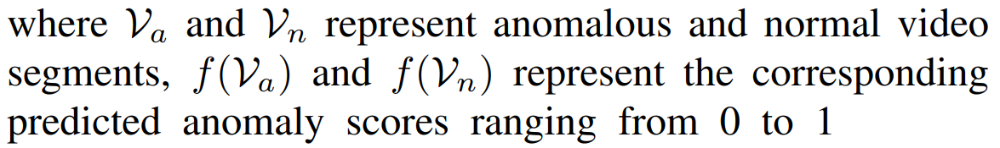 where $\mathcal{V}_a$ and $\mathcal{V}_n$ represent anomalous and normal video
segments, $f(\mathcal{V}_a)$ and $f(\mathcal{V}_n)$ represent the corresponding
predicted anomaly scores ranging from 0 to 1